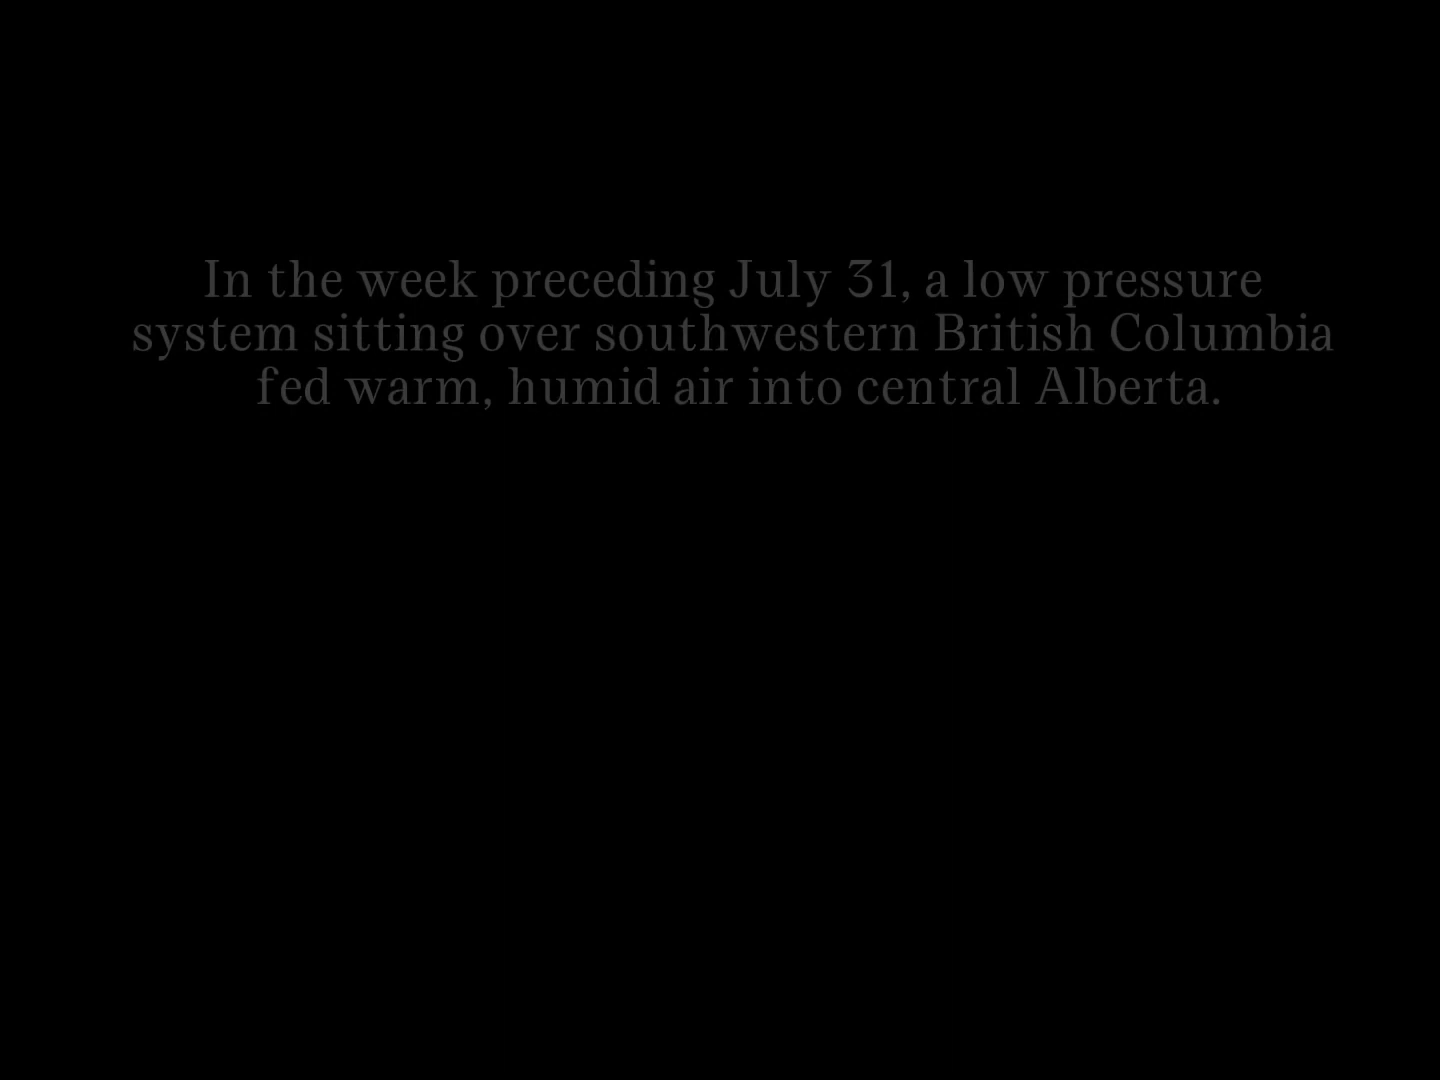 In the week preceding July 31, a low pressure
system sitting over southwestern British Columbia
fed warm, humid air into central Alberta.